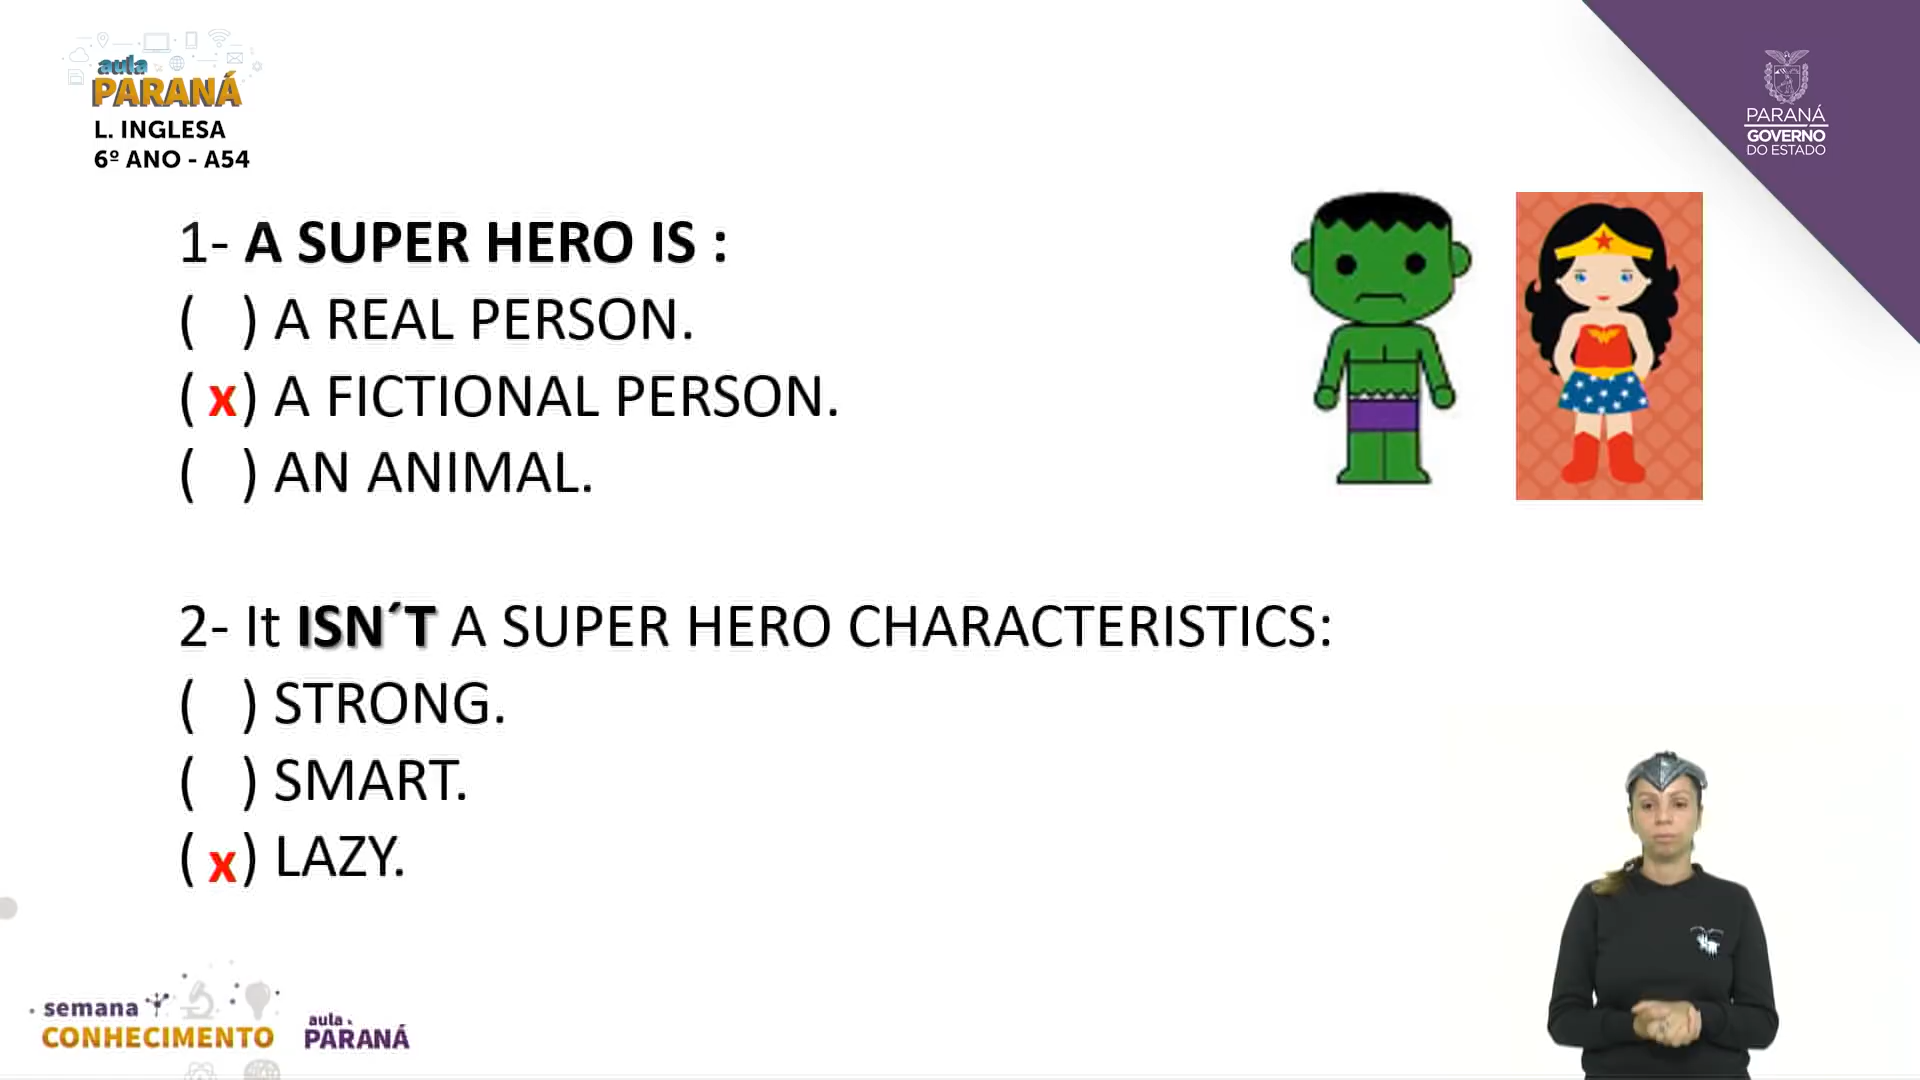 aula
PARANÁ
L. INGLESA
6º ANO - A54
PARANÁ
GOVERNO
DO ESTADO
1- A SUPER HERO IS :
(   ) A REAL PERSON.
( x ) A FICTIONAL PERSON.
(   ) AN ANIMAL.
2- It ISN´T A SUPER HERO CHARACTERISTICS:
(   ) STRONG.
(   ) SMART.
( x ) LAZY.
semana
CONHECIMENTO
aula
PARANÁ